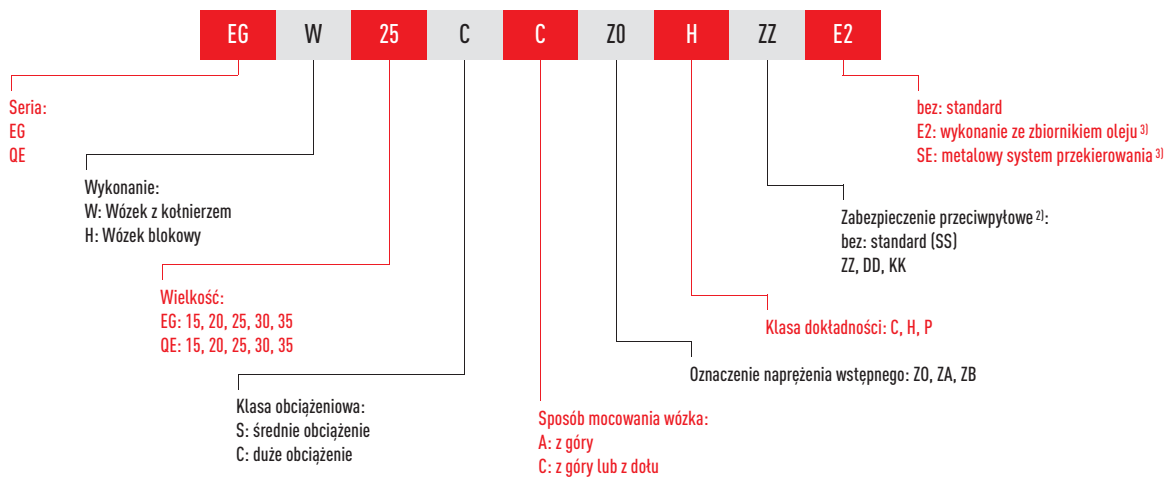 EG W 25 C C Z0 H ZZ E2
Seria:
EG
QE
Wykonanie:
W: Wózek z kołnierzem
H: Wózek blokowy
Wielkość:
EG: 15, 20, 25, 30, 35
QE: 15, 20, 25, 30, 35
Klasa obciążeniowa:
S: średnie obciążenie
C: duże obciążenie
Sposób mocowania wózka:
A: z góry
C: z góry lub z dołu
Oznaczenie naprężenia wstępnego: Z0, ZA, ZB
Klasa dokładności: C, H, P
Zabezpieczenie przeciwpyłowe 2):
bez: standard (SS)
ZZ, DD, KK
bez: standard
E2: wykonanie ze zbiornikiem oleju 3)
SE: metalowy system przekierowania 3)